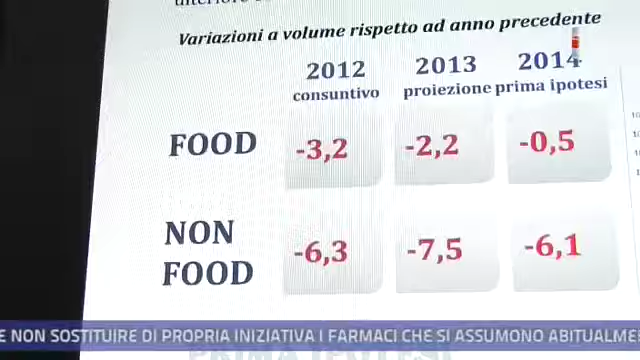 Variazioni a volume rispetto ad anno precedente
2012 2013 2014
consuntivo proiezione prima ipotesi
FOOD -3,2 -2,2 -0,5
NON
FOOD -6,3 -7,5 -6,1
E NON SOSTITUIRE DI PROPRIA INIZIATIVA I FARMACI CHE SI ASSUMONO ABITUALME
PRIMA IPOTESI